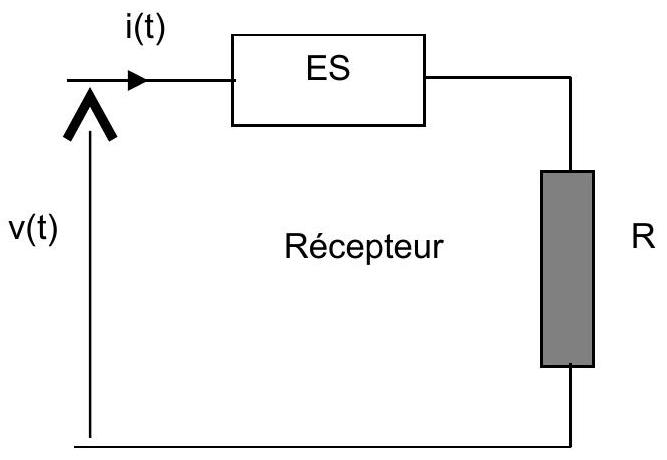 i(t)
ES
v(t)
Récepteur
R